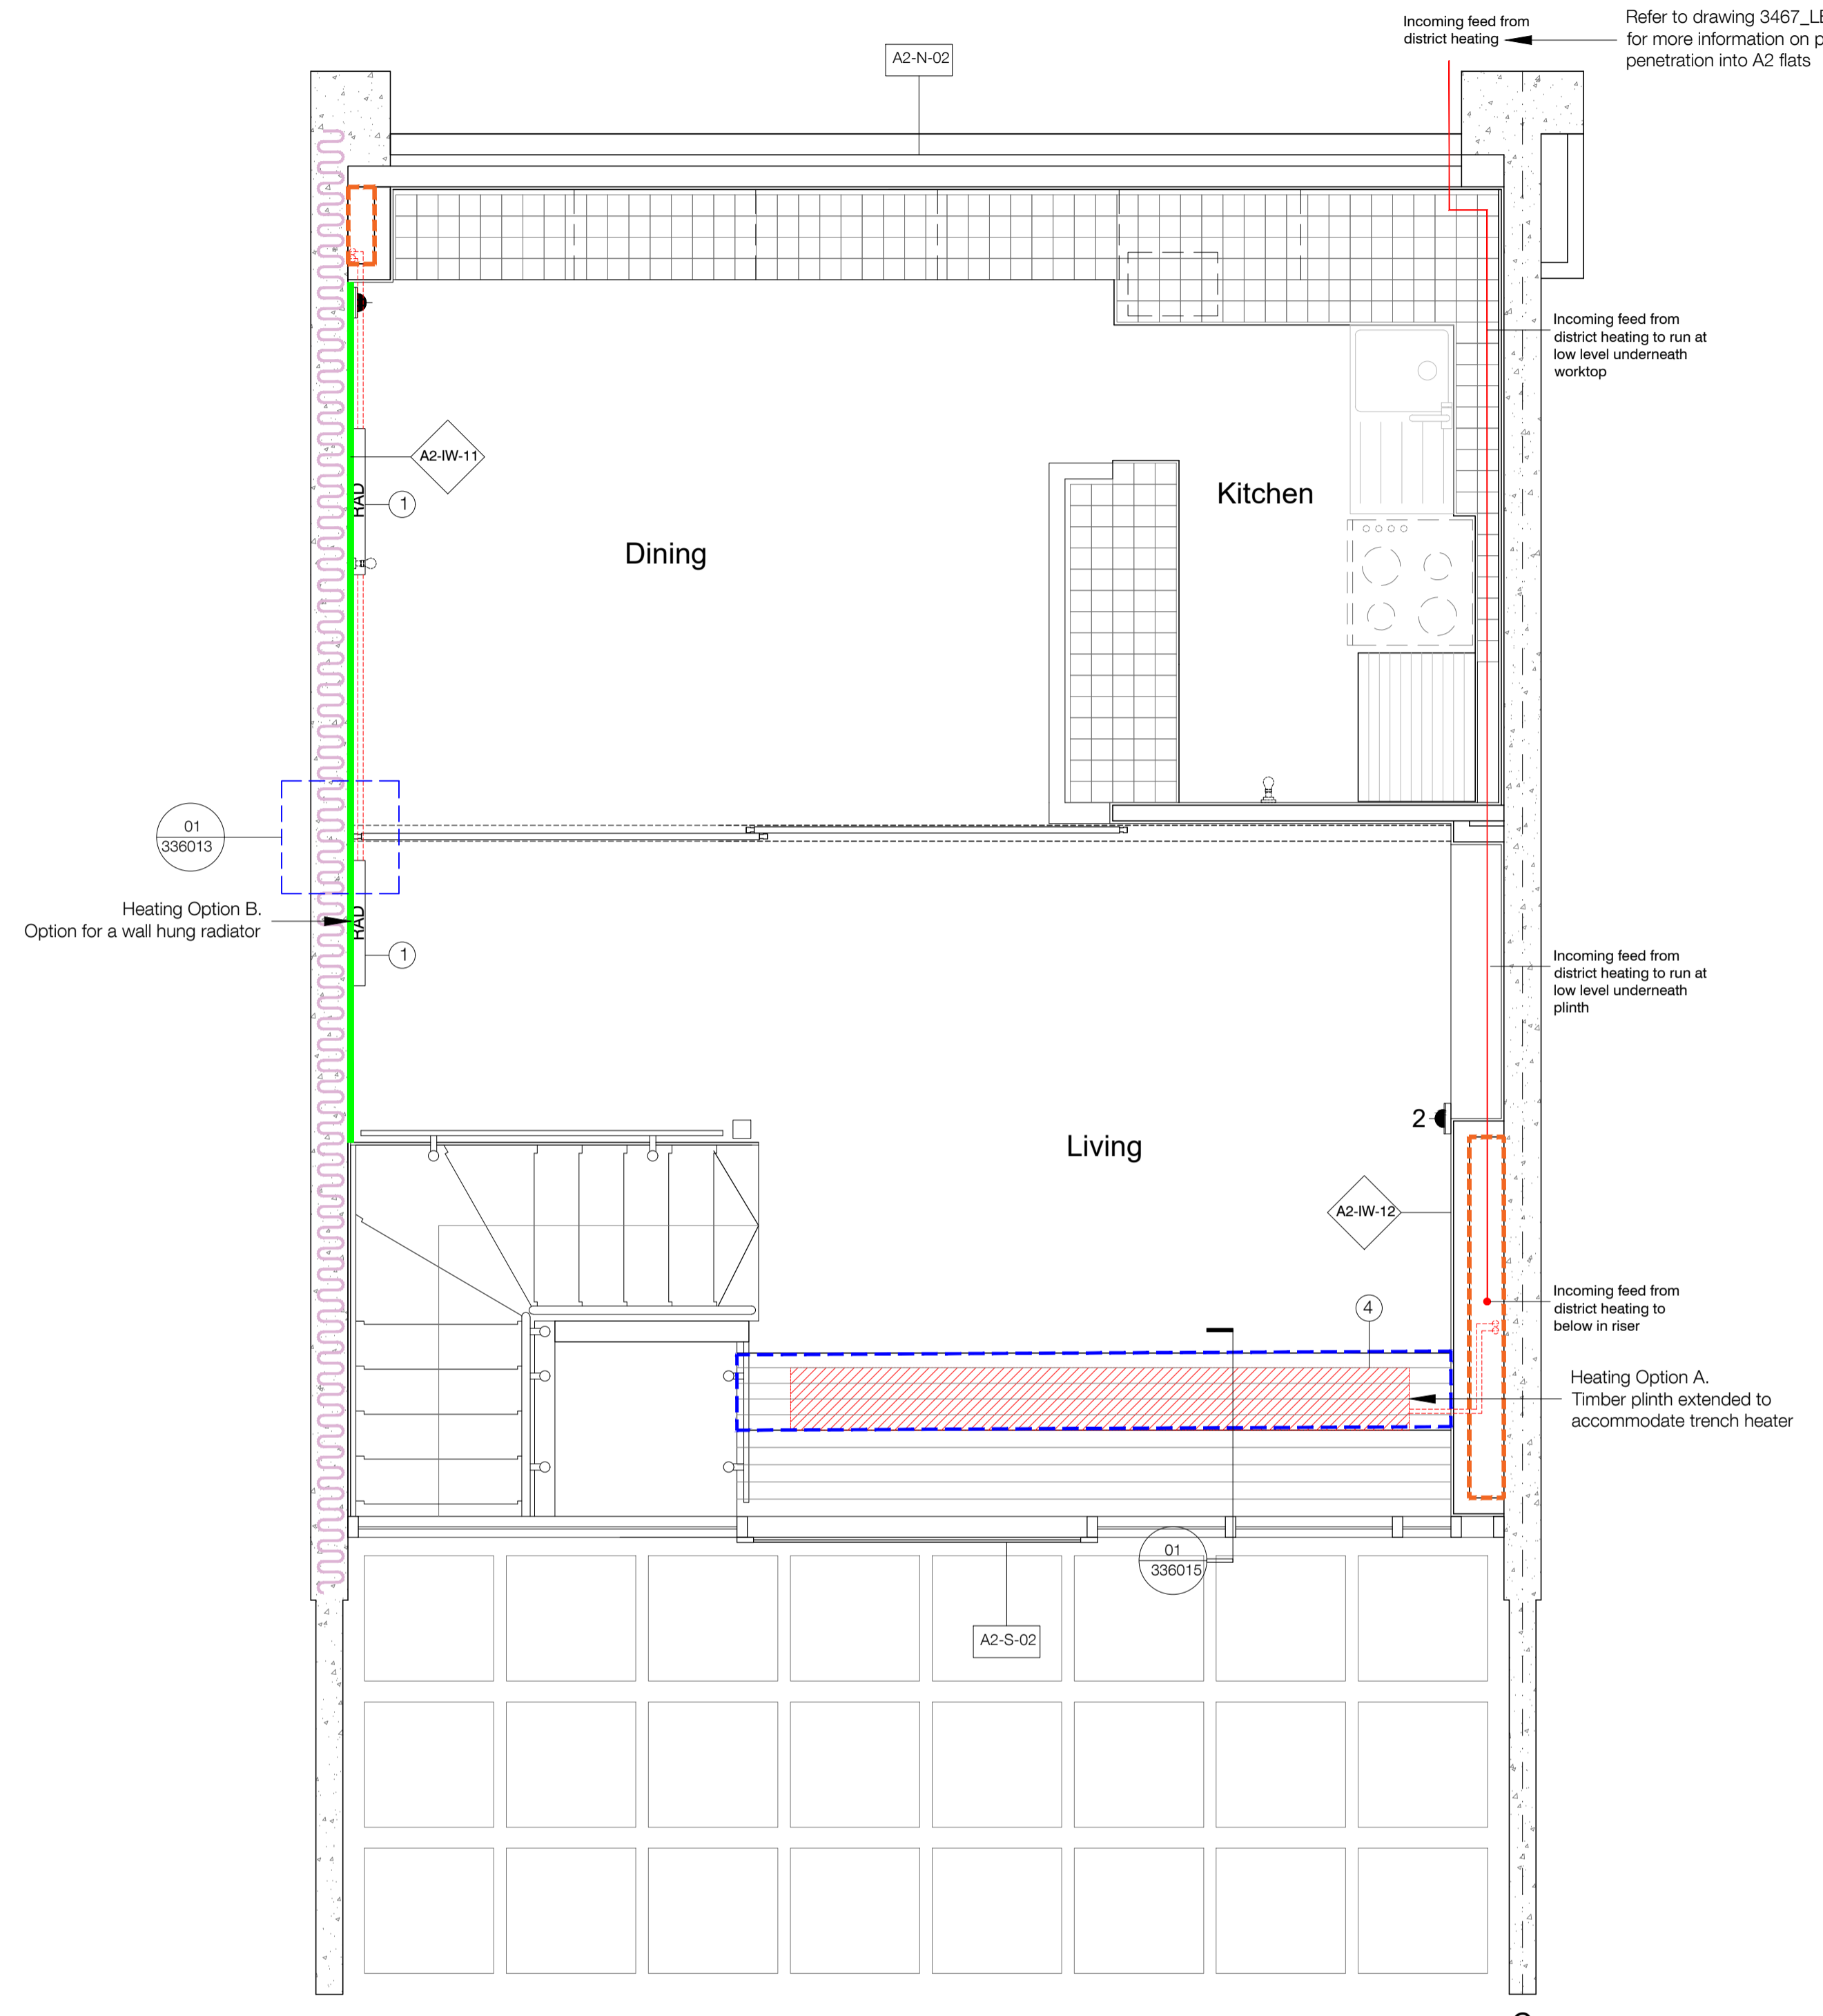 Incoming feed from
district heating
Refer to drawing 3467_LB
for more information on p
penetration into A2 flats
A2-N-02
Incoming feed from
district heating to run at
low level underneath
worktop
A2-IW-11
RAD
1
Kitchen
Dining
01
336013
Heating Option B.
Option for a wall hung radiator
RAD
1
Incoming feed from
district heating to run at
low level underneath
plinth
2
Living
A2-IW-12
4
Incoming feed from
district heating to
below in riser
Heating Option A.
Timber plinth extended to
accommodate trench heater
01
336015
A2-S-02